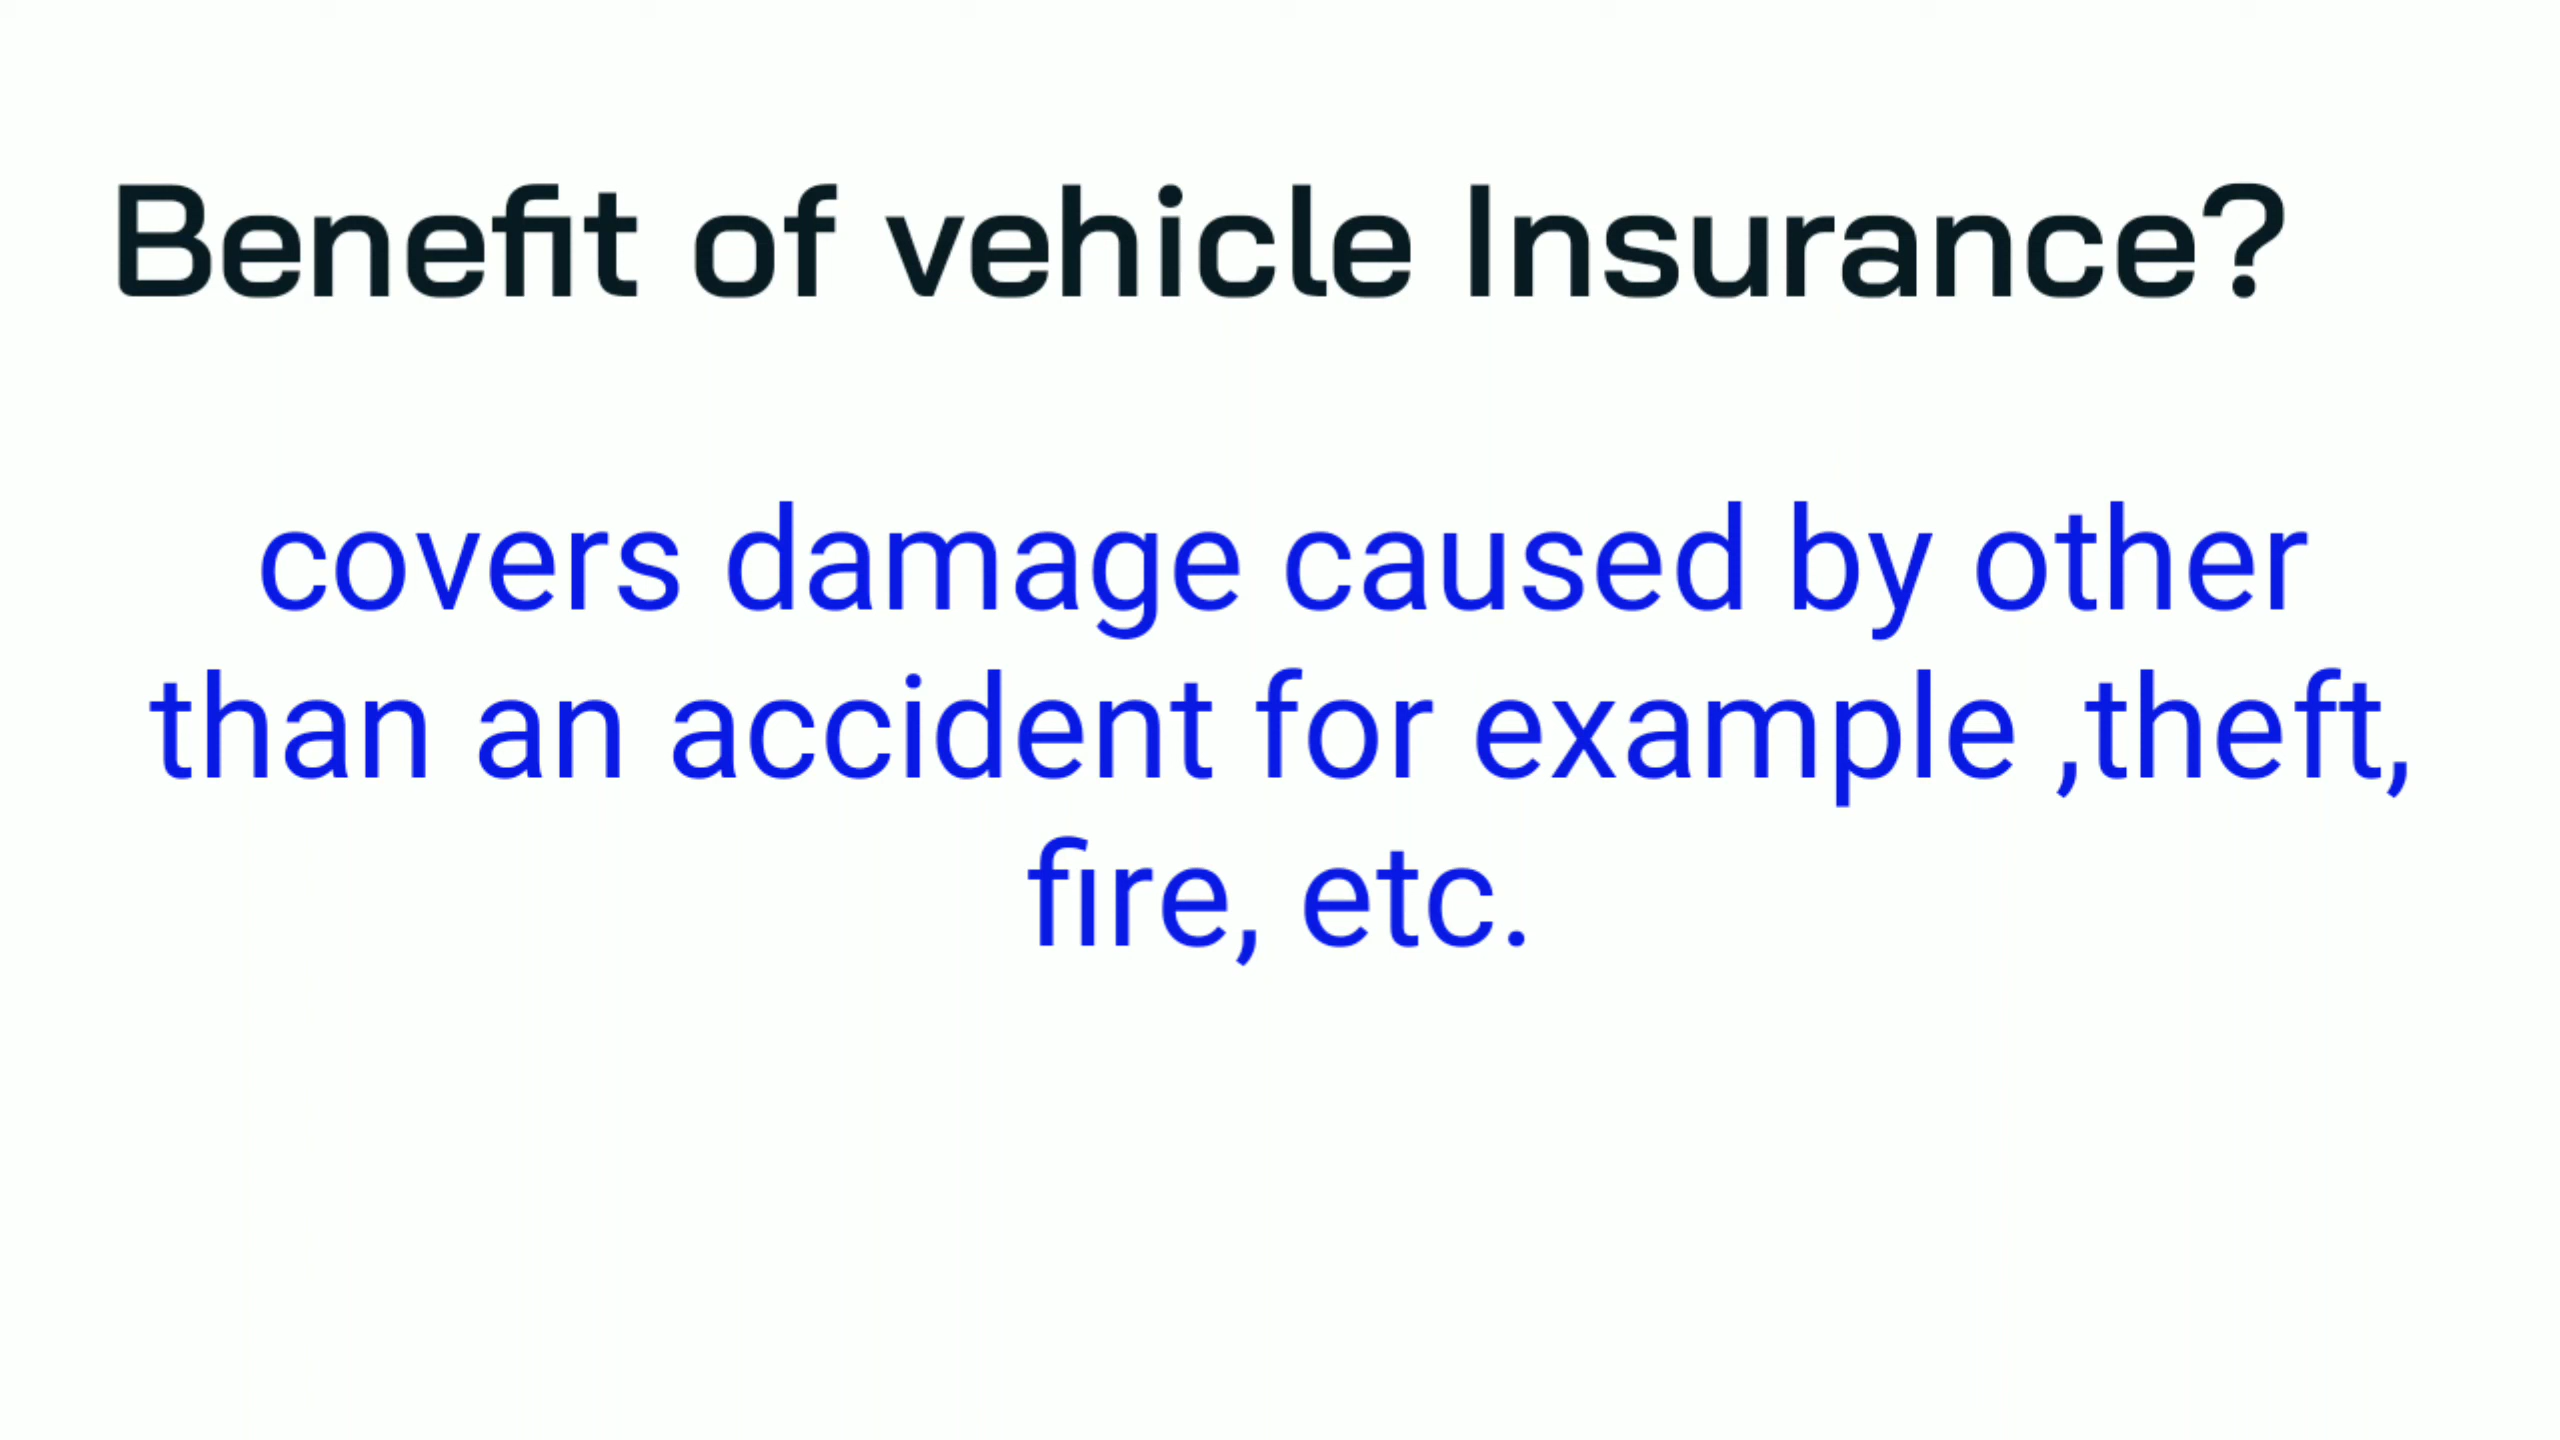 Benefit of vehicle Insurance?
covers damage caused by other
than an accident for example ,theft,
fire, etc.